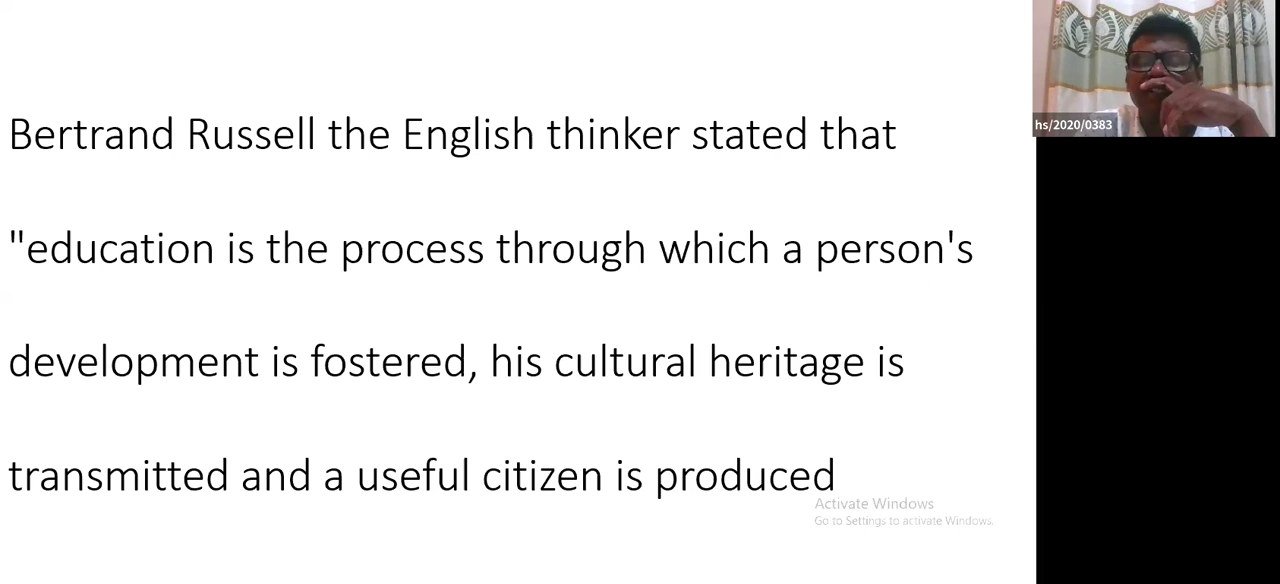 Bertrand Russell the English thinker stated that
"education is the process through which a person's
development is fostered, his cultural heritage is
transmitted and a useful citizen is produced
hs/2020/0383
Activate Windows
Go to Settings to activate Windows.